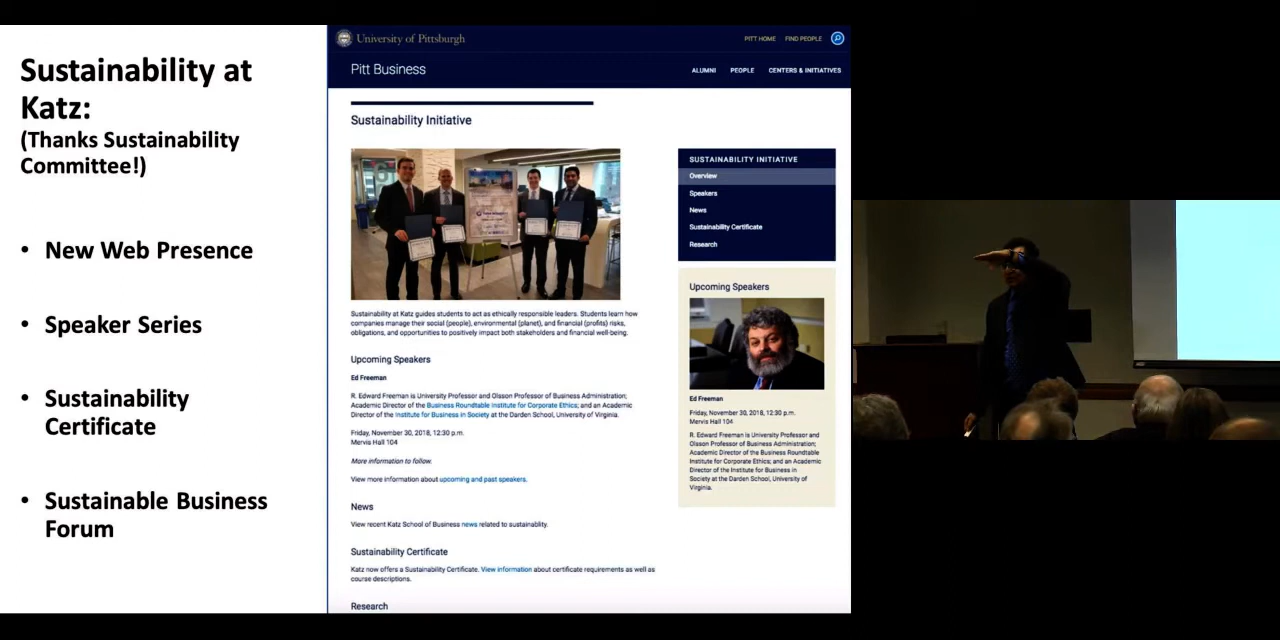 Sustainability at
Katz:
(Thanks Sustainability
Committee!)
• New Web Presence
• Speaker Series
• Sustainability
Certificate
• Sustainable Business
Forum
University of Pittsburgh
PITT HOME FIND PEOPLE
Pitt Business
ALUMNI PEOPLE CENTERS & INITIATIVES
Sustainability Initiative
Sustainability at Katz guides students to act as ethically responsible leaders. Students learn how
companies manage their social (people), environmental (planet), and financial (profits) risks,
obligations, and opportunities to positively impact both stakeholders and financial well-being.
Upcoming Speakers
Ed Freeman
R. Edward Freeman is University Professor and Olsson Professor of Business Administration;
Academic Director of the Business Roundtable Institute for Corporate Ethics; and an Academic
Director of the Institute for Business in Society at the Darden School, University of Virginia.
Friday, November 30, 2018, 12:30 p.m.
Mervis Hall 104
More information to follow.
View more information about upcoming and past speakers.
News
View recent Katz School of Business news related to sustainability.
Sustainability Certificate
Katz now offers a Sustainability Certificate. View information about certificate requirements as well as
course descriptions.
Research
SUSTAINABILITY INITIATIVE
Overview
Speakers
News
Sustainability Certificate
Research
Upcoming Speakers
Ed Freeman
Friday, November 30, 2018, 12:30 p.m.
Mervis Hall 104
R. Edward Freeman is University Professor and
Olsson Professor of Business Administration;
Academic Director of the Business Roundtable
Institute for Corporate Ethics; and an Academic
Director of the Institute for Business in
Society at the Darden School, University of
Virginia.